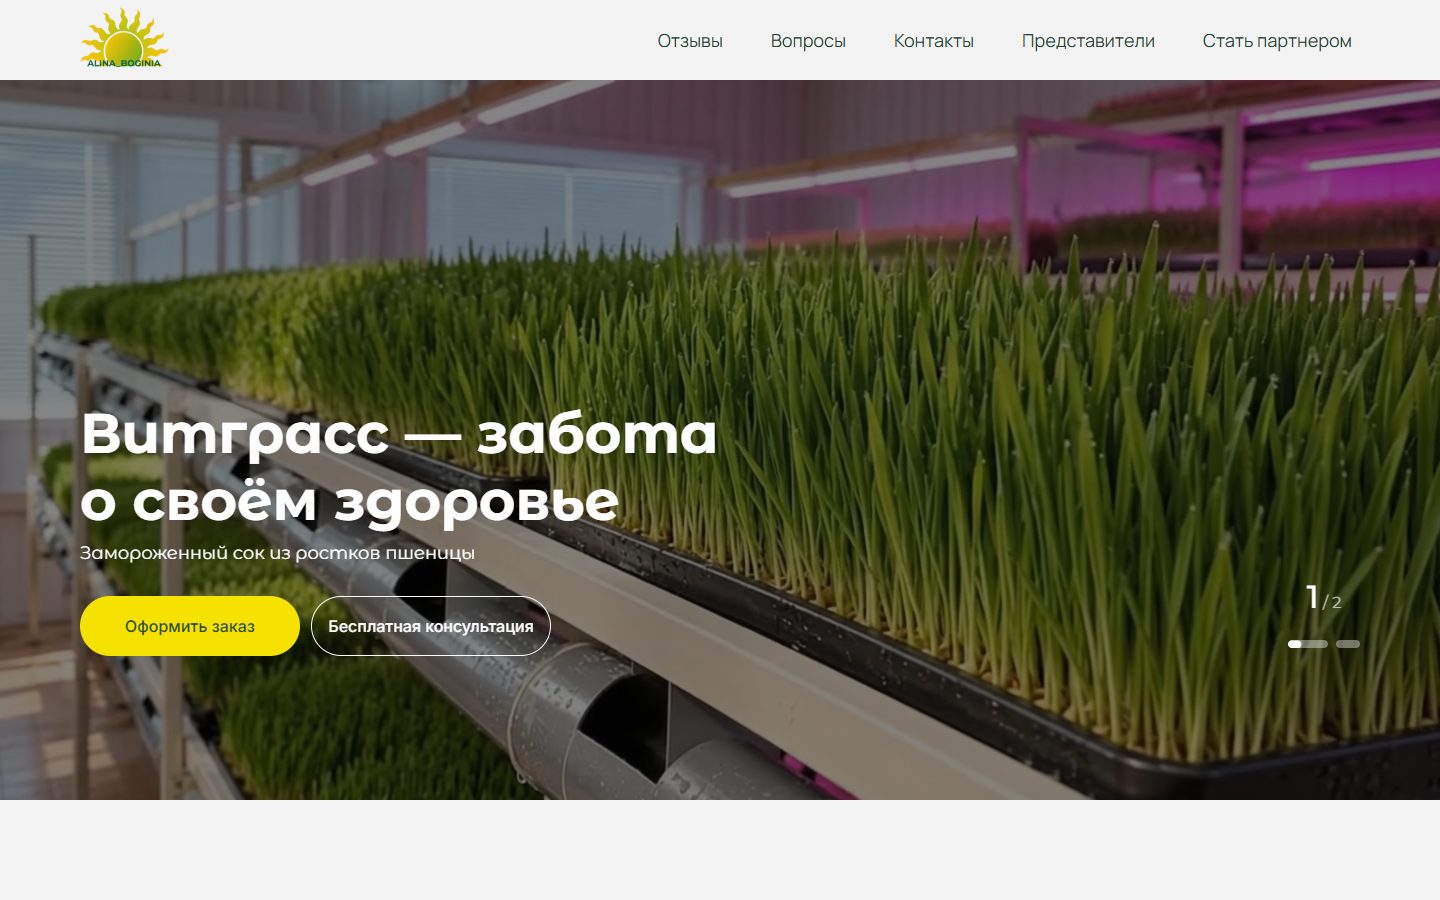 ALINA_BOGINIA
Отзывы
Вопросы
Контакты
Представители
Стать партнером
Витграсс — забота
о своём здоровье
Замороженный сок из ростков пшеницы
Оформить заказ
Бесплатная консультация
1 / 2